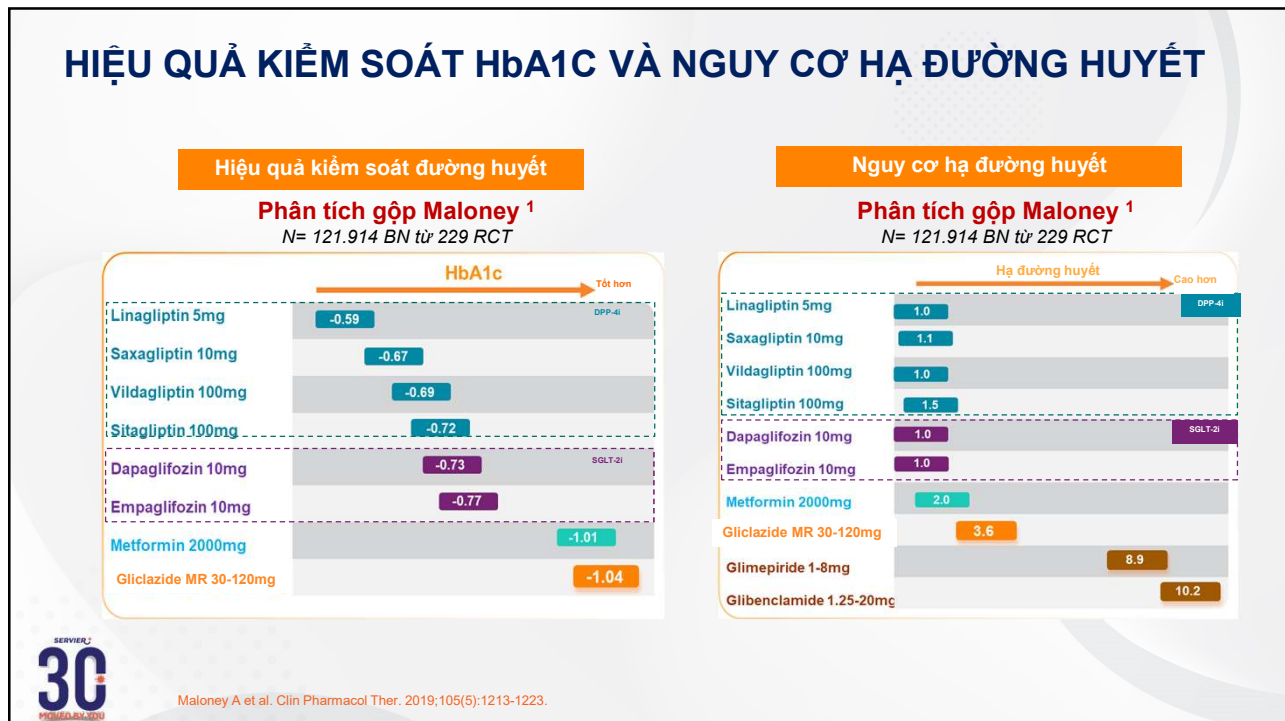 HIỆU QUẢ KIỂM SOÁT HbA1C VÀ NGUY CƠ HẠ ĐƯỜNG HUYẾT
Hiệu quả kiểm soát đường huyết
Phân tích gộp Maloney 1
N= 121.914 BN từ 229 RCT
HbA1c
Tốt hơn
Linagliptin 5mg -0.59 DPP-4i
Saxagliptin 10mg -0.67
Vildagliptin 100mg -0.69
Sitagliptin 100mg -0.72
Dapaglifozin 10mg -0.73 SGLT-2i
Empaglifozin 10mg -0.77
Metformin 2000mg -1.01
Gliclazide MR 30-120mg -1.04
Nguy cơ hạ đường huyết
Phân tích gộp Maloney 1
N= 121.914 BN từ 229 RCT
Hạ đường huyết
Cao hơn
Linagliptin 5mg 1.0 DPP-4i
Saxagliptin 10mg 1.1
Vildagliptin 100mg 1.0
Sitagliptin 100mg 1.5
Dapaglifozin 10mg 1.0 SGLT-2i
Empaglifozin 10mg 1.0
Metformin 2000mg 2.0
Gliclazide MR 30-120mg 3.6
Glimepiride 1-8mg 8.9
Glibenclamide 1.25-20mg 10.2
SERVIER
30
MOVED BY YOU
Maloney A et al. Clin Pharmacol Ther. 2019;105(5):1213-1223.